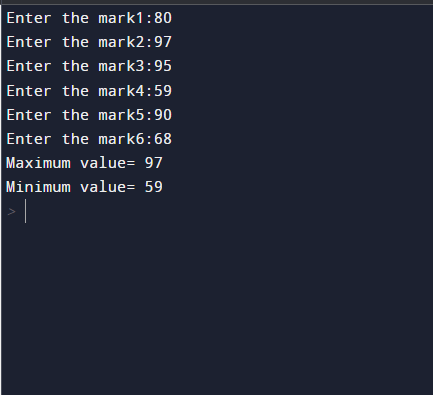 Enter the mark1:80
Enter the mark2:97
Enter the mark3:95
Enter the mark4:59
Enter the mark5:90
Enter the mark6:68
Maximum value= 97
Minimum value= 59
>